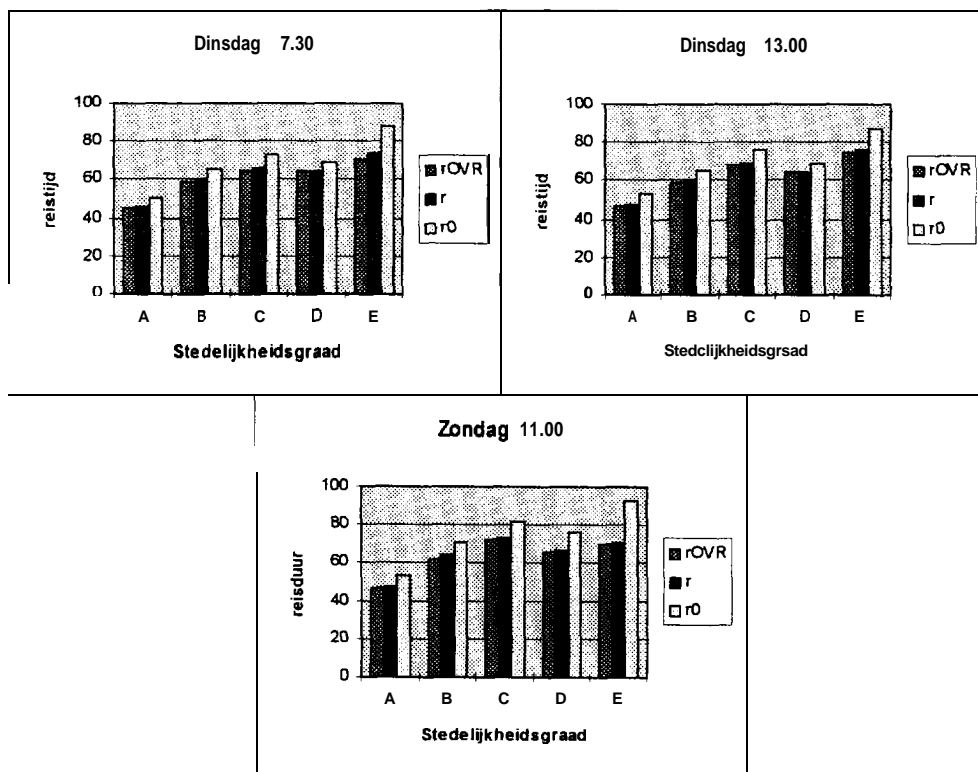 Dinsdag 7.30
reistijd
100
80
60
40
20
0
A B C D E
Stedelijkheidsgraad
rOVR
r
r0
Dinsdag 13.00
reistijd
100
80
60
40
20
0
A B C D E
Stedclijkheidsgrsad
rOVR
r
r0
Zondag 11.00
reisduur
100
80
60
40
20
0
A B C D E
Stedelijkheidsgraad
rOVR
r
r0